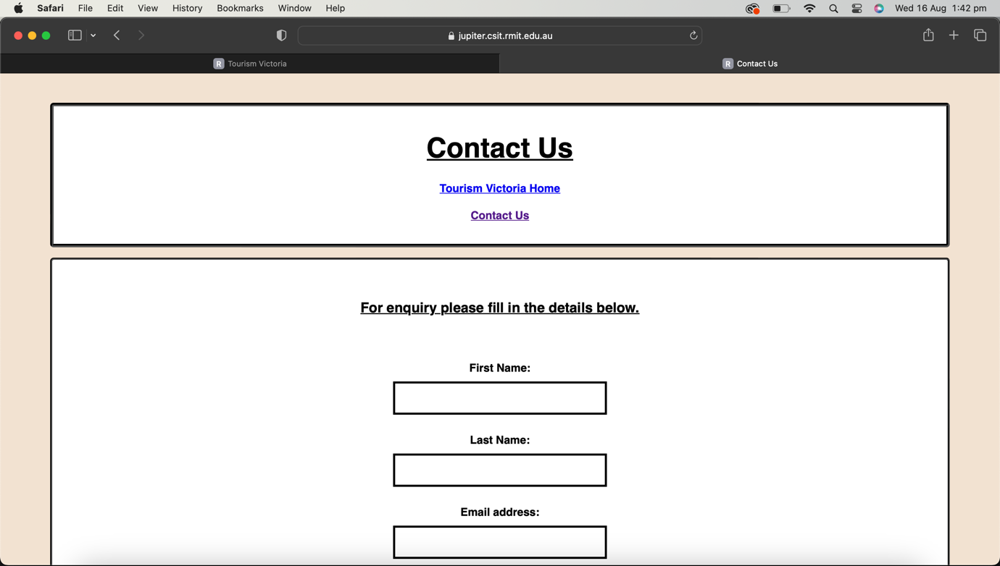 Safari File Edit View History Bookmarks Window Help Wed 16 Aug 1:42 pm
jupiter.csit.rmit.edu.au
R Tourism Victoria R Contact Us
Contact Us
Tourism Victoria Home
Contact Us
For enquiry please fill in the details below.
First Name:
Last Name:
Email address: